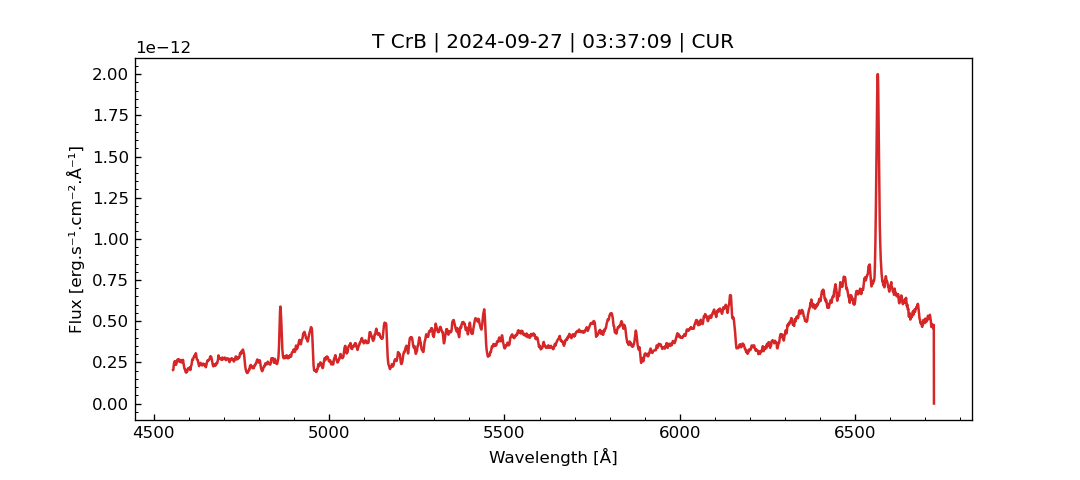 T CrB | 2024-09-27 | 03:37:09 | CUR
1e−12
2.00
1.75
1.50
1.25
1.00
0.75
0.50
0.25
0.00
Flux [erg.s⁻¹.cm⁻².Å⁻¹]
4500 5000 5500 6000 6500
Wavelength [Å]